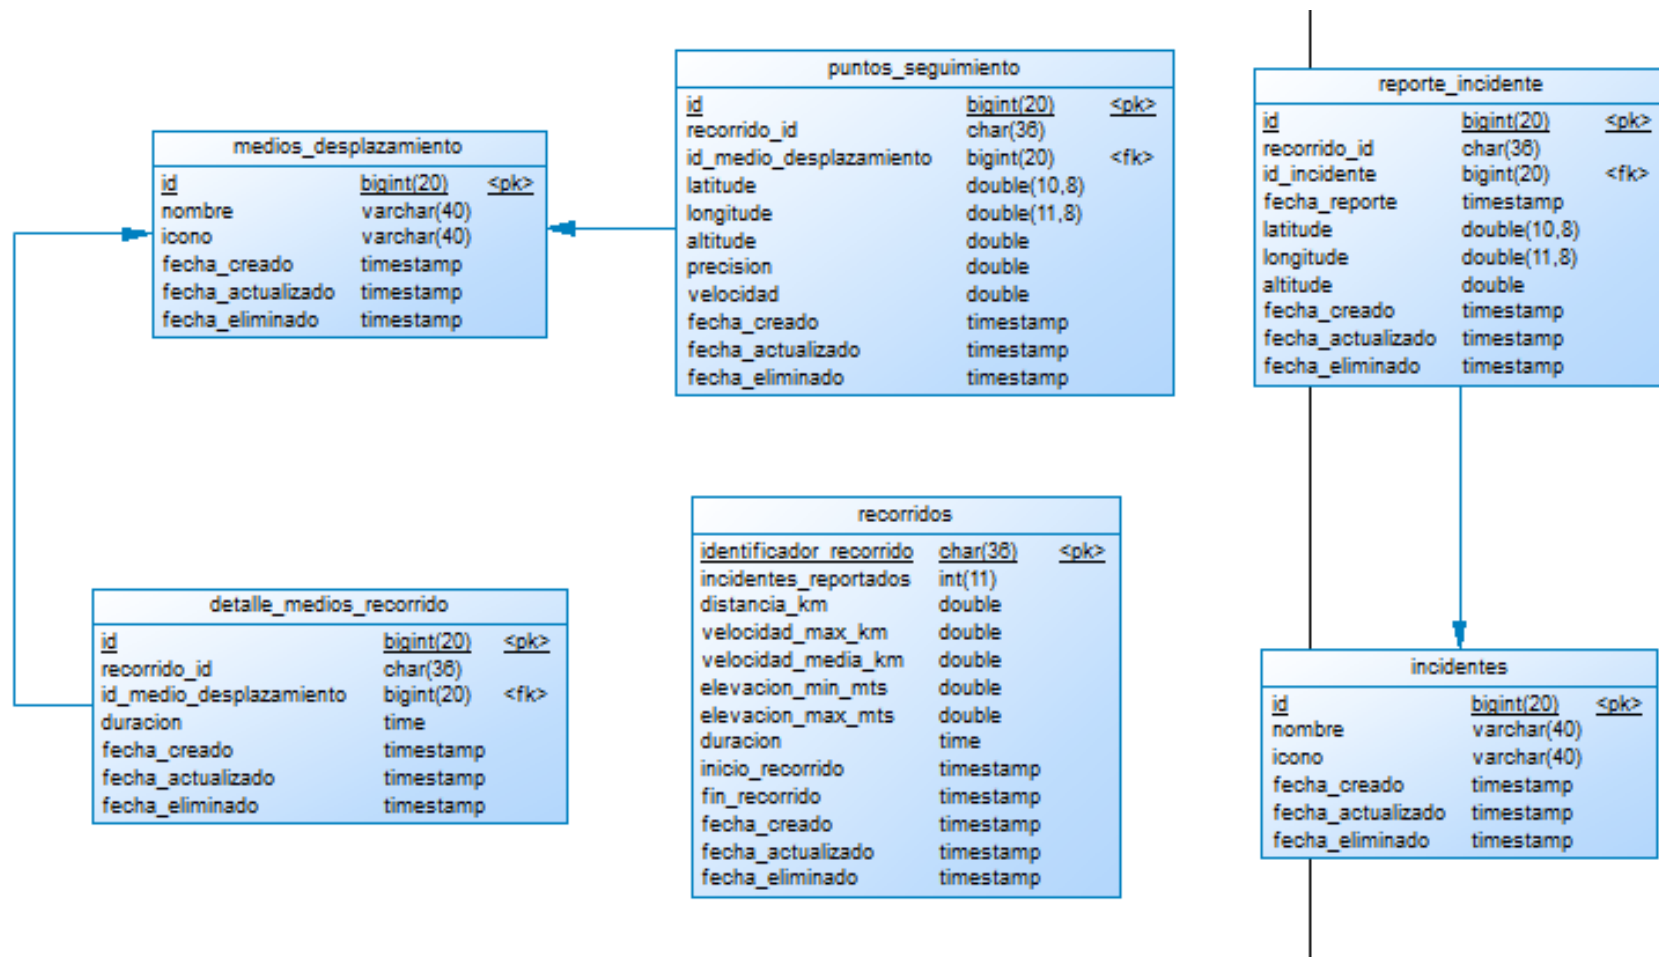 medios_desplazamiento
id bigint(20) <pk>
nombre varchar(40)
icono varchar(40)
fecha_creado timestamp
fecha_actualizado timestamp
fecha_eliminado timestamp
puntos_seguimiento
id bigint(20) <pk>
recorrido_id char(36)
id_medio_desplazamiento bigint(20) <fk>
latitude double(10,8)
longitude double(11,8)
altitude double
precision double
velocidad double
fecha_creado timestamp
fecha_actualizado timestamp
fecha_eliminado timestamp
reporte_incidente
id bigint(20) <pk>
recorrido_id char(36)
id_incidente bigint(20) <fk>
fecha_reporte timestamp
latitude double(10,8)
longitude double(11,8)
altitude double
fecha_creado timestamp
fecha_actualizado timestamp
fecha_eliminado timestamp
detalle_medios_recorrido
id bigint(20) <pk>
recorrido_id char(36)
id_medio_desplazamiento bigint(20) <fk>
duracion time
fecha_creado timestamp
fecha_actualizado timestamp
fecha_eliminado timestamp
recorridos
identificador_recorrido char(36) <pk>
incidentes_reportados int(11)
distancia_km double
velocidad_max_km double
velocidad_media_km double
elevacion_min_mts double
elevacion_max_mts double
duracion time
inicio_recorrido timestamp
fin_recorrido timestamp
fecha_creado timestamp
fecha_actualizado timestamp
fecha_eliminado timestamp
incidentes
id bigint(20) <pk>
nombre varchar(40)
icono varchar(40)
fecha_creado timestamp
fecha_actualizado timestamp
fecha_eliminado timestamp